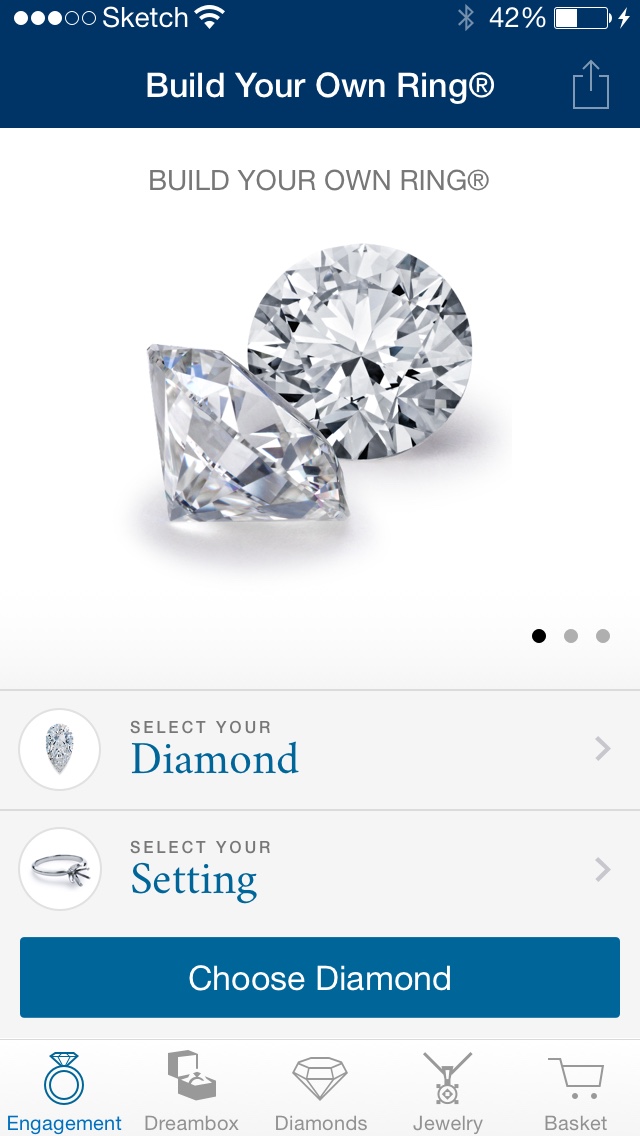 Sketch 42%
Build Your Own Ring®
BUILD YOUR OWN RING®
SELECT YOUR
Diamond
SELECT YOUR
Setting
Choose Diamond
Engagement Dreambox Diamonds Jewelry Basket